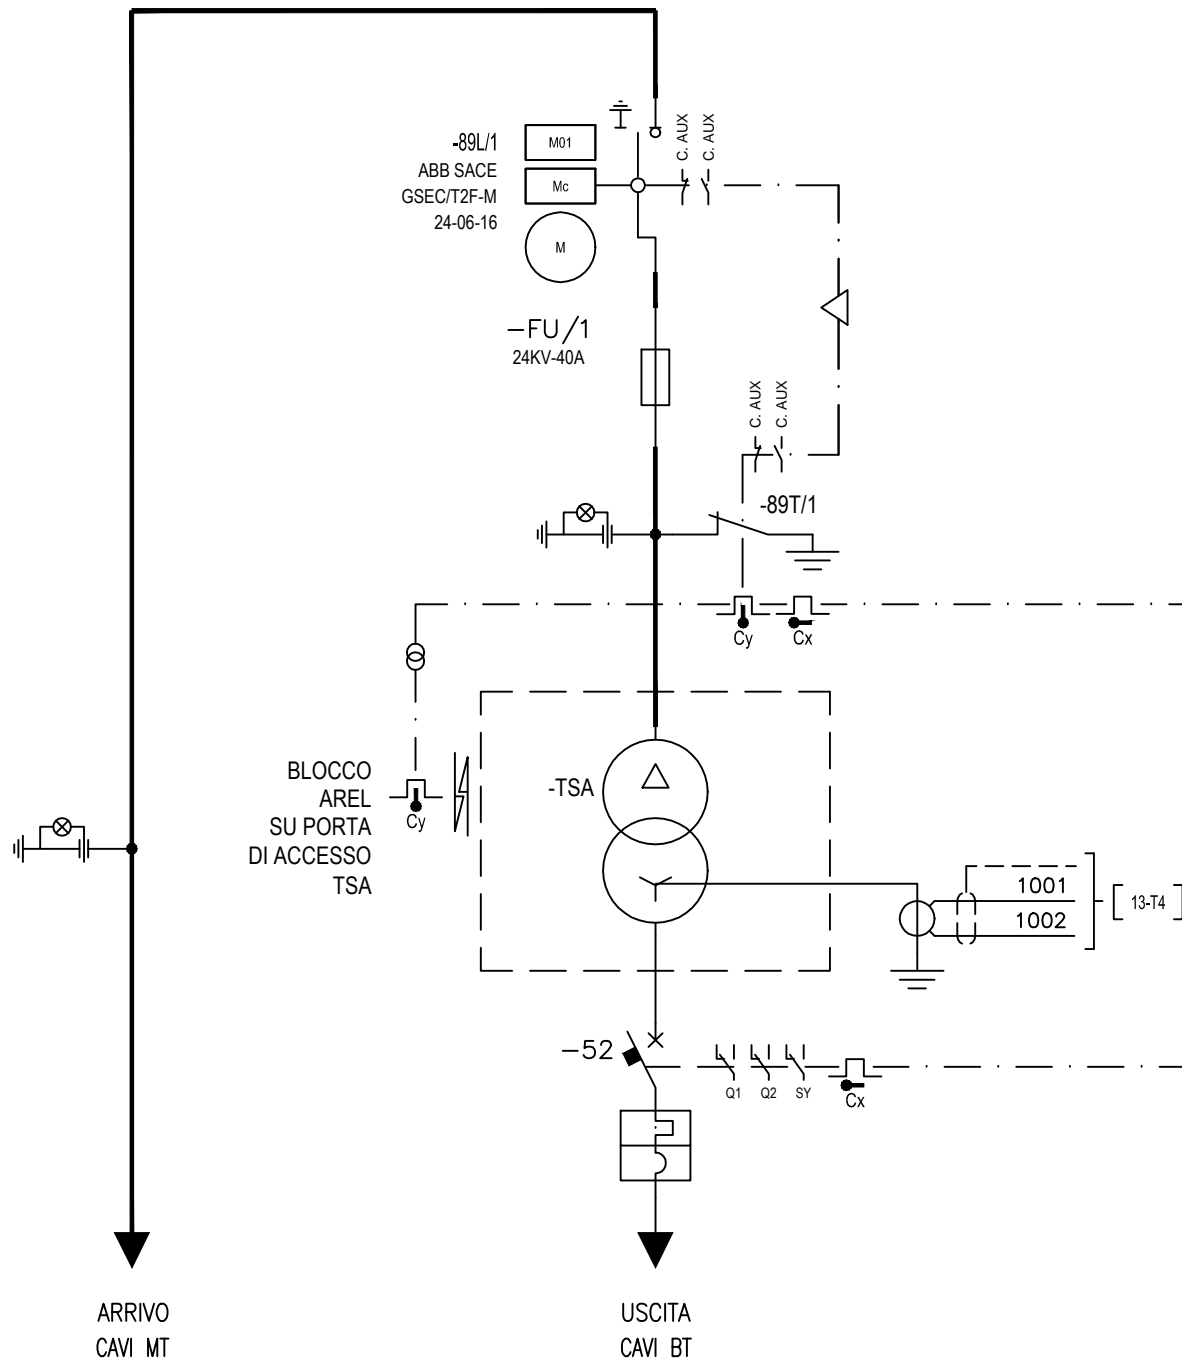 -89L/1
ABB SACE
GSEC/T2F-M
24-06-16
M01
Mc
M
C. AUX
C. AUX
-FU/1
24KV-40A
C. AUX
C. AUX
-89T/1
Cy
Cx
BLOCCO
AREL
SU PORTA
DI ACCESSO
TSA
Cy
-TSA
1001
1002
13-T4
-52
Q1
Q2
SY
Cx
ARRIVO
CAVI MT
USCITA
CAVI BT